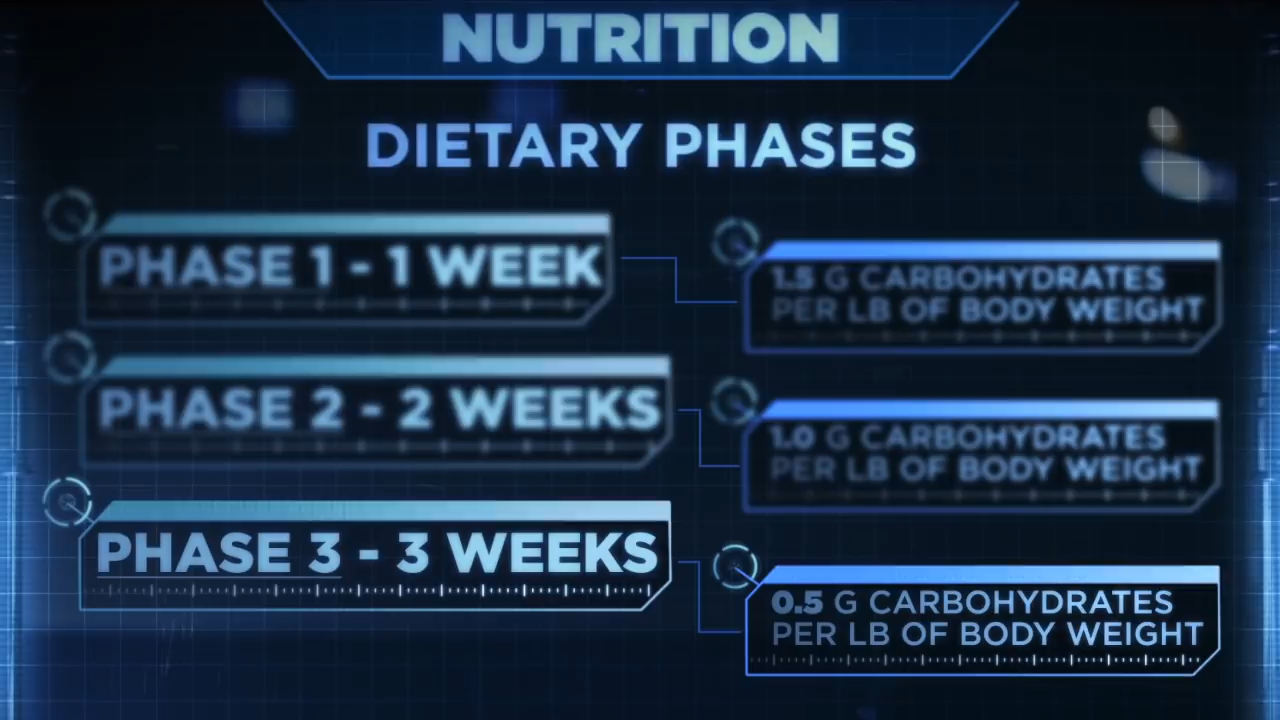 NUTRITION
DIETARY PHASES
PHASE 1 - 1 WEEK
1.5 G CARBOHYDRATES
PER LB OF BODY WEIGHT
PHASE 2 - 2 WEEKS
1.0 G CARBOHYDRATES
PER LB OF BODY WEIGHT
PHASE 3 - 3 WEEKS
0.5 G CARBOHYDRATES
PER LB OF BODY WEIGHT